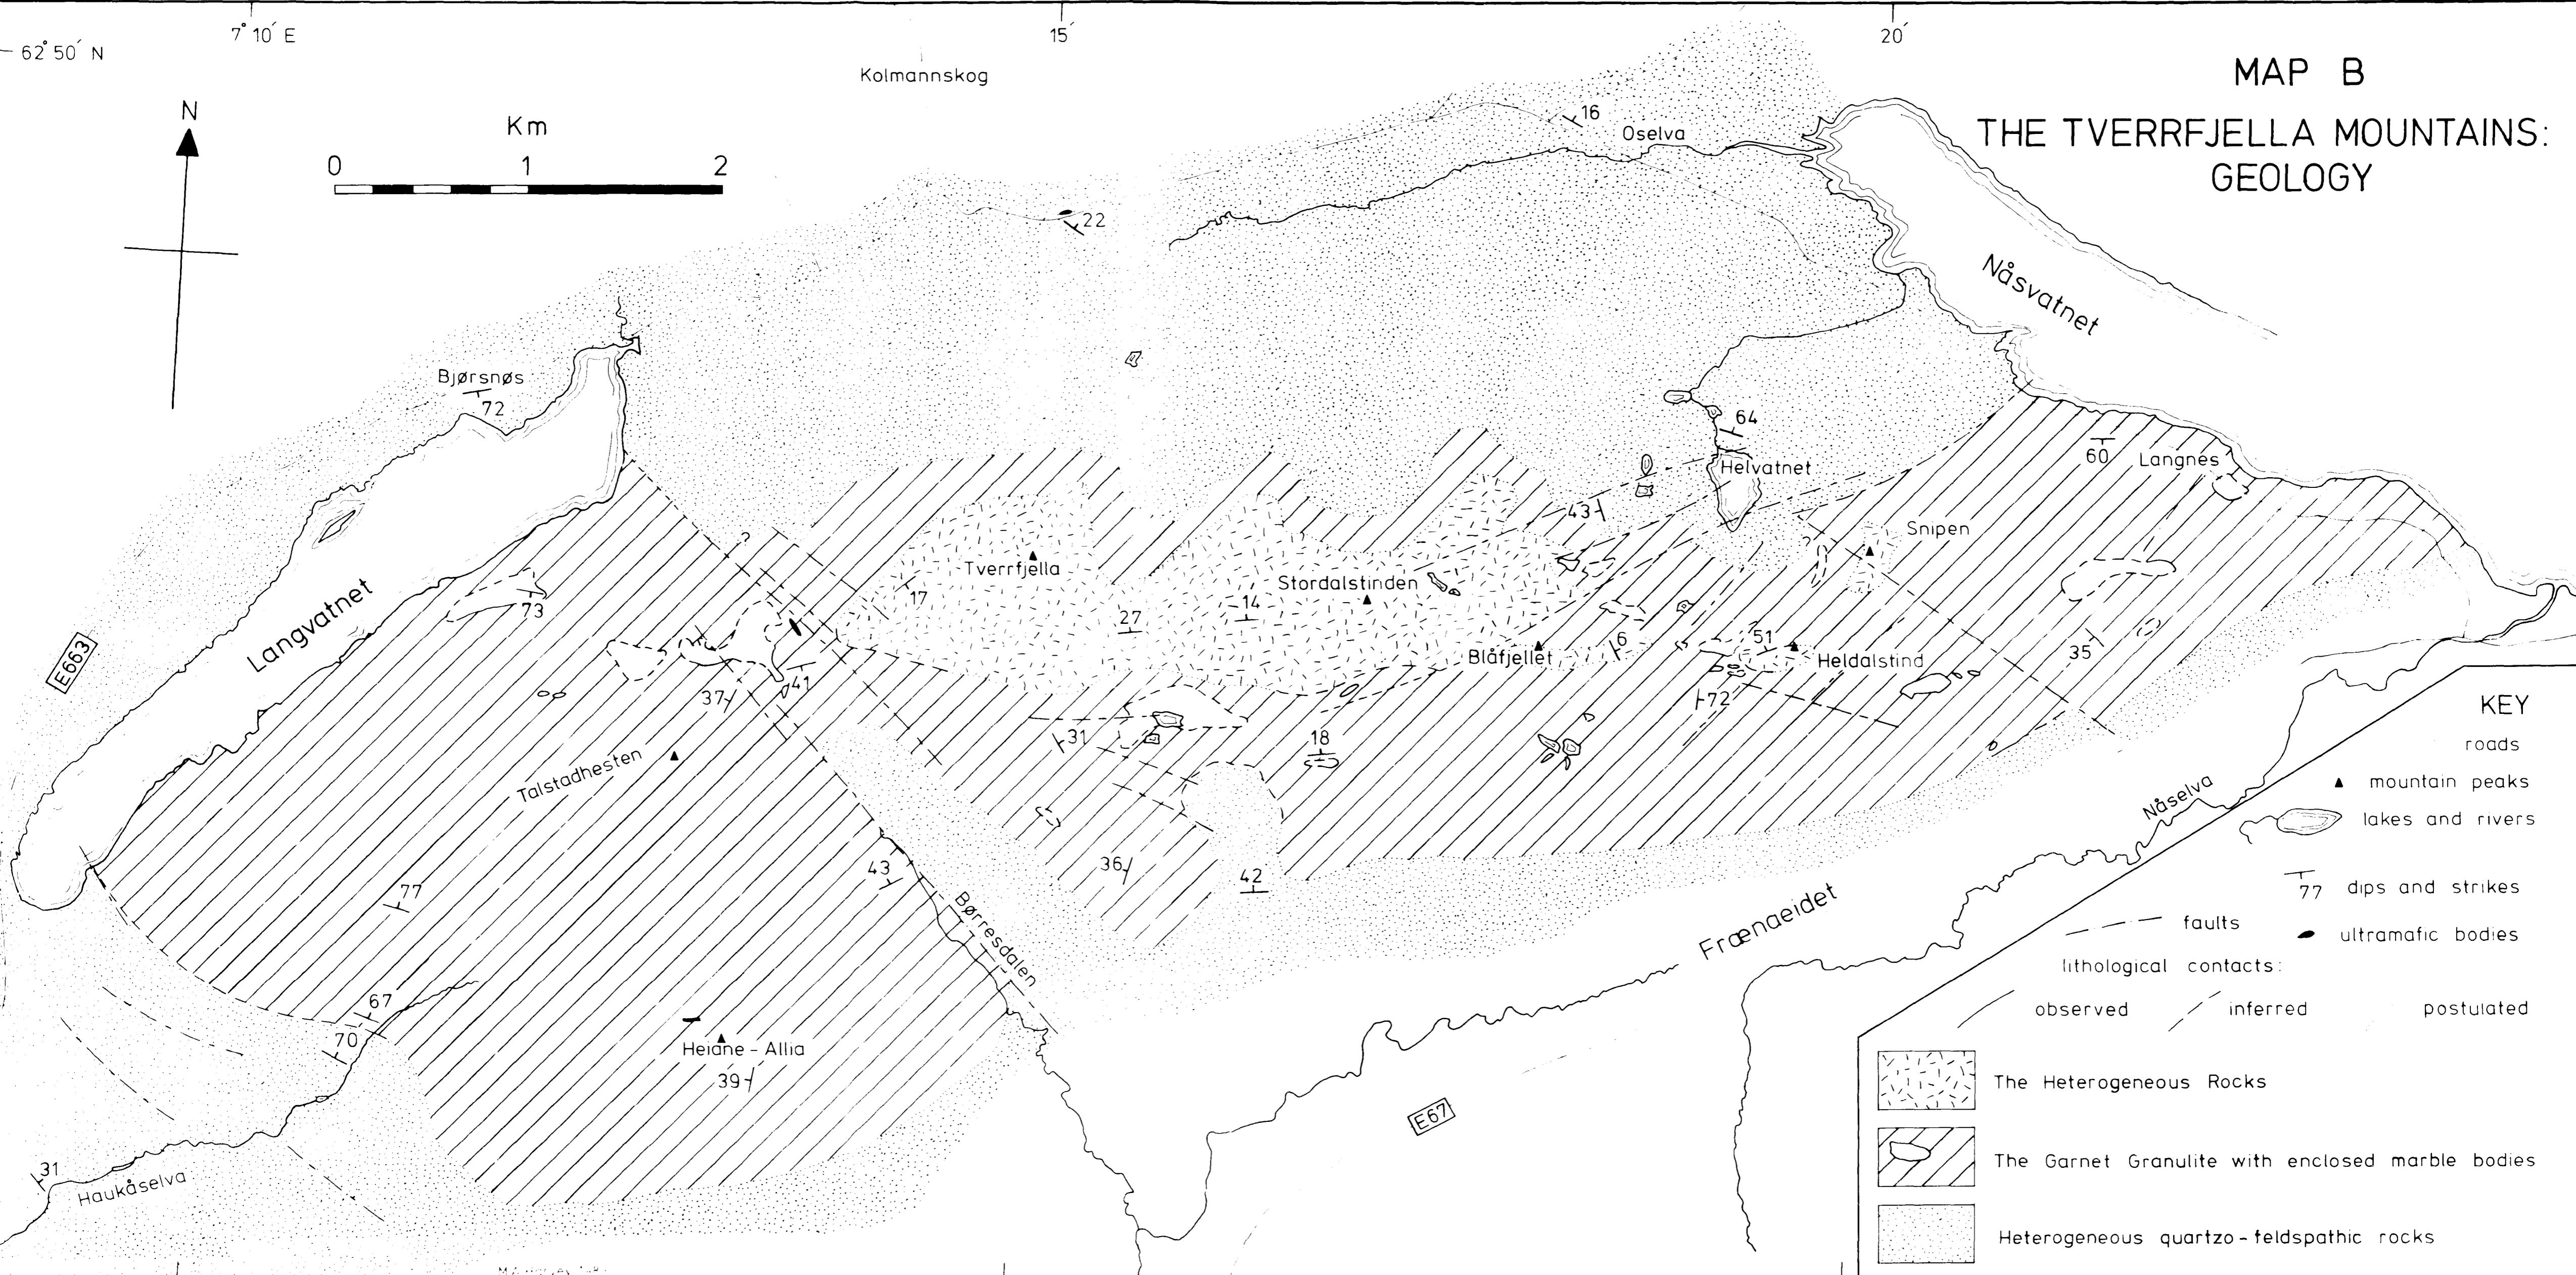 7° 10′ E
15′
20′
62° 50′ N
Kolmannskog
MAP B
THE TVERRFJELLA MOUNTAINS:
GEOLOGY
N
Km
0 1 2
16
Oselva
22
Nåsvatnet
Bjørsnøs
72
64
Helvatnet
60
Langnes
43
Snipen
Tverrfjella
?
Stordalstinden
17
14
27
73
Langvatnet
E663
Blåfjellet
6
51
Heldalstind
35
37
41
72
31
18
Talstadhesten
KEY
roads
mountain peaks
lakes and rivers
77 dips and strikes
faults
ultramafic bodies
lithological contacts:
observed inferred postulated
The Heterogeneous Rocks
The Garnet Granulite with enclosed marble bodies
Heterogeneous quartzo-feldspathic rocks
Nåselva
43
36
42
77
Børresdalen
Frænaeidet
67
70
Heiane-Allia
39
E67
31
Haukåselva